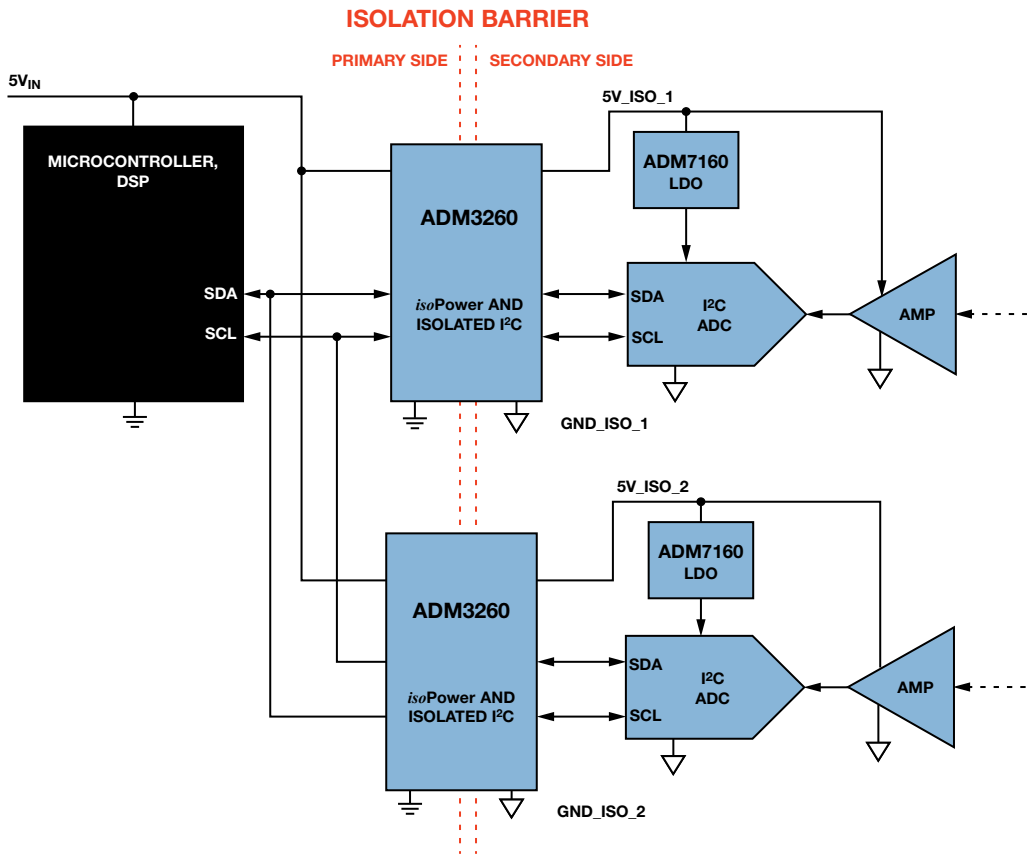 ISOLATION BARRIER
PRIMARY SIDE
SECONDARY SIDE
5VIN
5V_ISO_1
MICROCONTROLLER,
DSP
SDA
SCL
ADM3260
isoPower AND
ISOLATED I²C
ADM7160
LDO
SDA
SCL
I²C
ADC
AMP
GND_ISO_1
5V_ISO_2
ADM3260
isoPower AND
ISOLATED I²C
ADM7160
LDO
SDA
SCL
I²C
ADC
AMP
GND_ISO_2